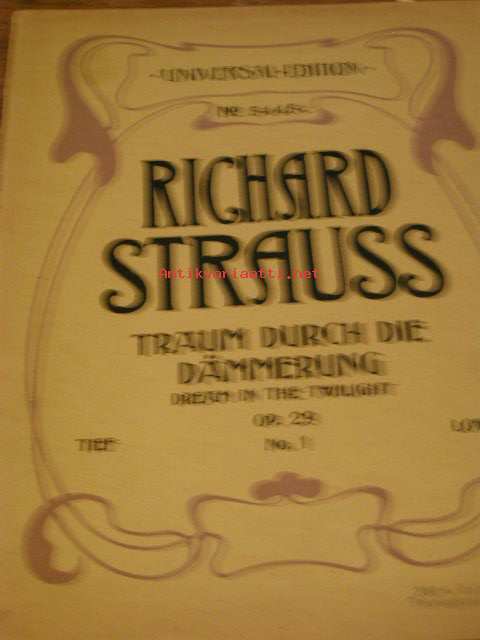 UNIVERSAL-EDITION
RICHARD
STRAUSS
Antikvariaatti.net
TRAUM DURCH DIE
DÄMMERUNG
DREAM IN THE TWILIGHT
OP. 29
No. 1
TIEF
LOW